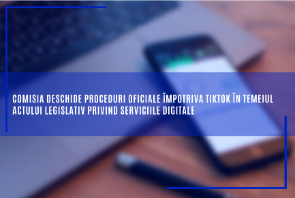 COMISIA DESCHIDE PROCEDURI OFICIALE ÎMPOTRIVA TIKTOK ÎN TEMEIUL
ACTULUI LEGISLATIV PRIVIND SERVICIILE DIGITALE